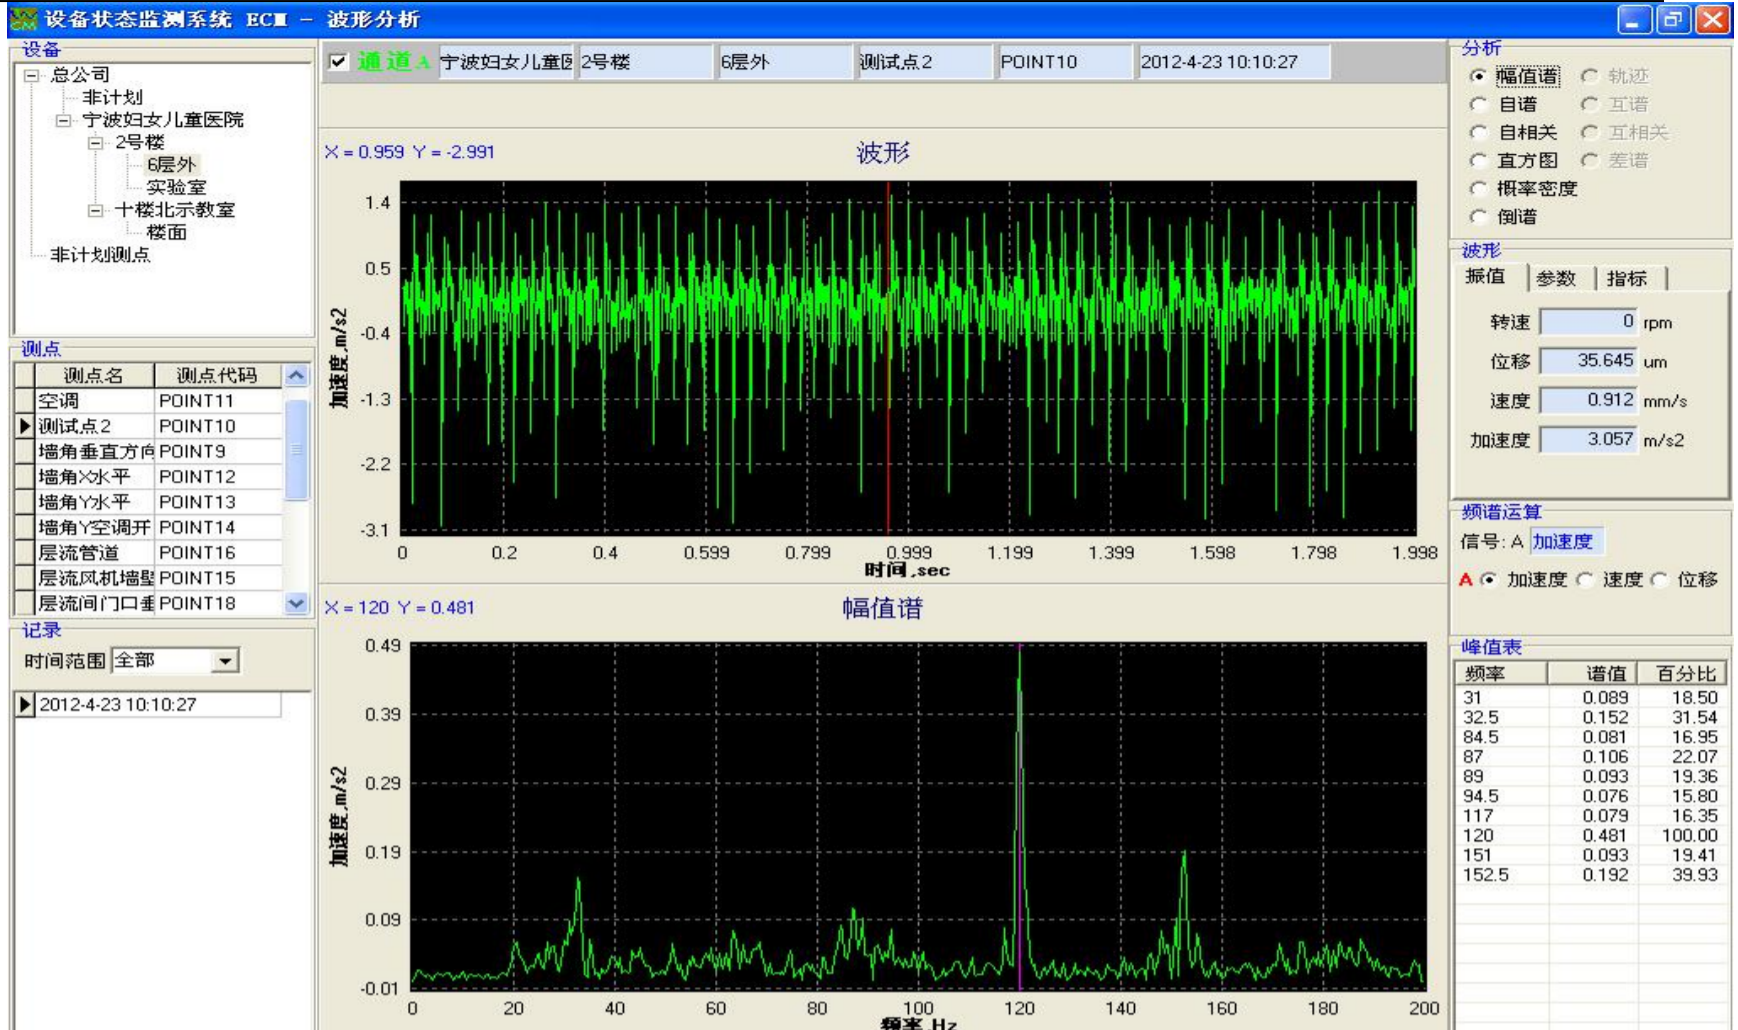 设备状态监测系统 ECM - 波形分析
设备
总公司
非计划
宁波妇女儿童医院
2号楼
6层外
实验室
十楼北示教室
楼面
非计划测点
测点
测点名 测点代码
空调 POINT11
测试点2 POINT10
墙角垂直方向 POINT9
墙角X水平 POINT12
墙角Y水平 POINT13
墙角Y空调开 POINT14
层流管道 POINT16
层流风机墙壁 POINT15
层流间门口垂 POINT18
记录
时间范围 全部
2012-4-23 10:10:27
通道A 宁波妇女儿童医 2号楼 6层外 测试点2 POINT10 2012-4-23 10:10:27
X = 0.959 Y = -2.991
波形
1.4
0.5
-0.4
-1.3
-2.2
-3.1
加速度,m/s2
0 0.2 0.4 0.599 0.799 0.999 1.199 1.399 1.598 1.798 1.998
时间,sec
X = 120 Y = 0.481
幅值谱
0.49
0.39
0.29
0.19
0.09
-0.01
加速度,m/s2
0 20 40 60 80 100 120 140 160 180 200
频率,Hz
分析
幅值谱 轨迹
自谱 互谱
自相关 互相关
直方图 差谱
概率密度
倒谱
波形
振值 参数 指标
转速 0 rpm
位移 35.645 um
速度 0.912 mm/s
加速度 3.057 m/s2
频谱运算
信号: A 加速度
A 加速度 速度 位移
峰值表
频率 谱值 百分比
31 0.089 18.50
32.5 0.152 31.54
84.5 0.081 16.95
87 0.106 22.07
89 0.093 19.36
94.5 0.076 15.80
117 0.079 16.35
120 0.481 100.00
151 0.093 19.41
152.5 0.192 39.93